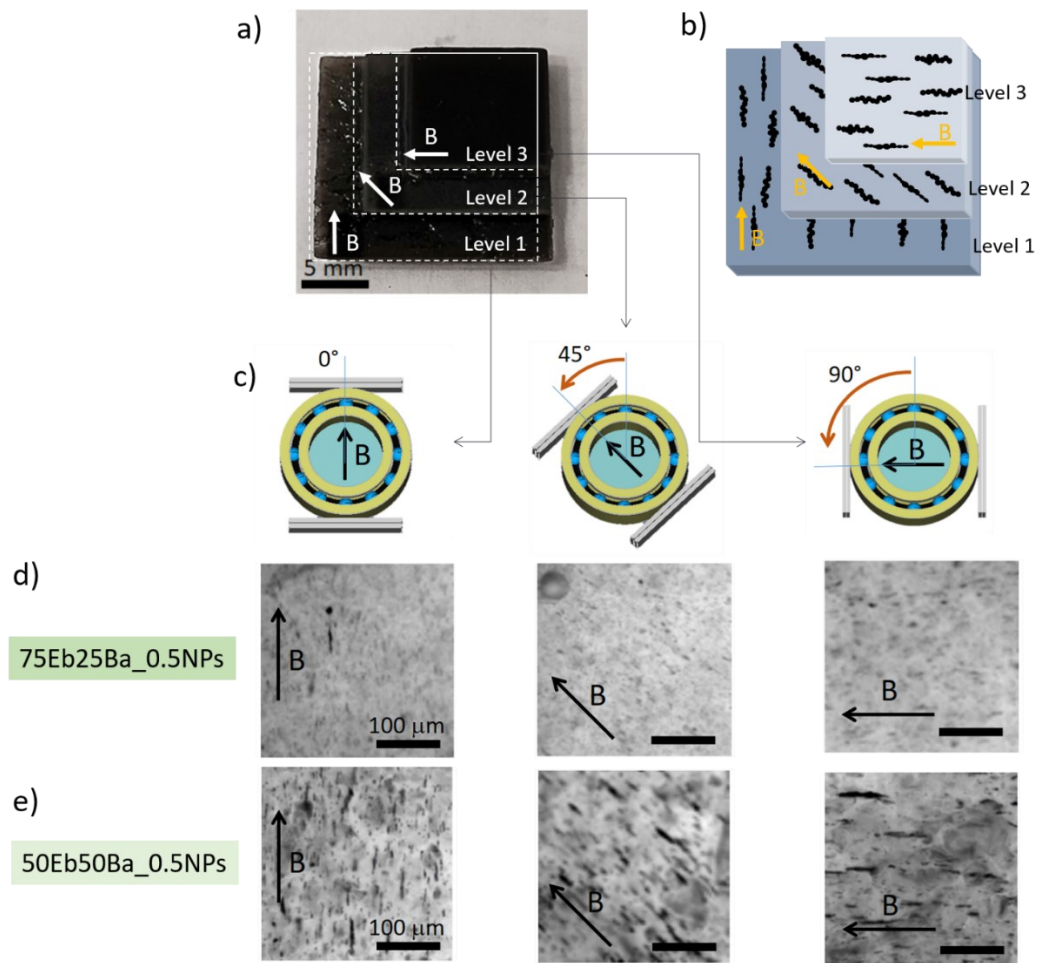 a)
B
Level 3
B
Level 2
B
Level 1
5 mm
b)
Level 3
B
Level 2
B
B
Level 1
c)
0°
B
45°
B
90°
B
d)
75Eb25Ba_0.5NPs
B
100 μm
B
B
e)
50Eb50Ba_0.5NPs
B
100 μm
B
B